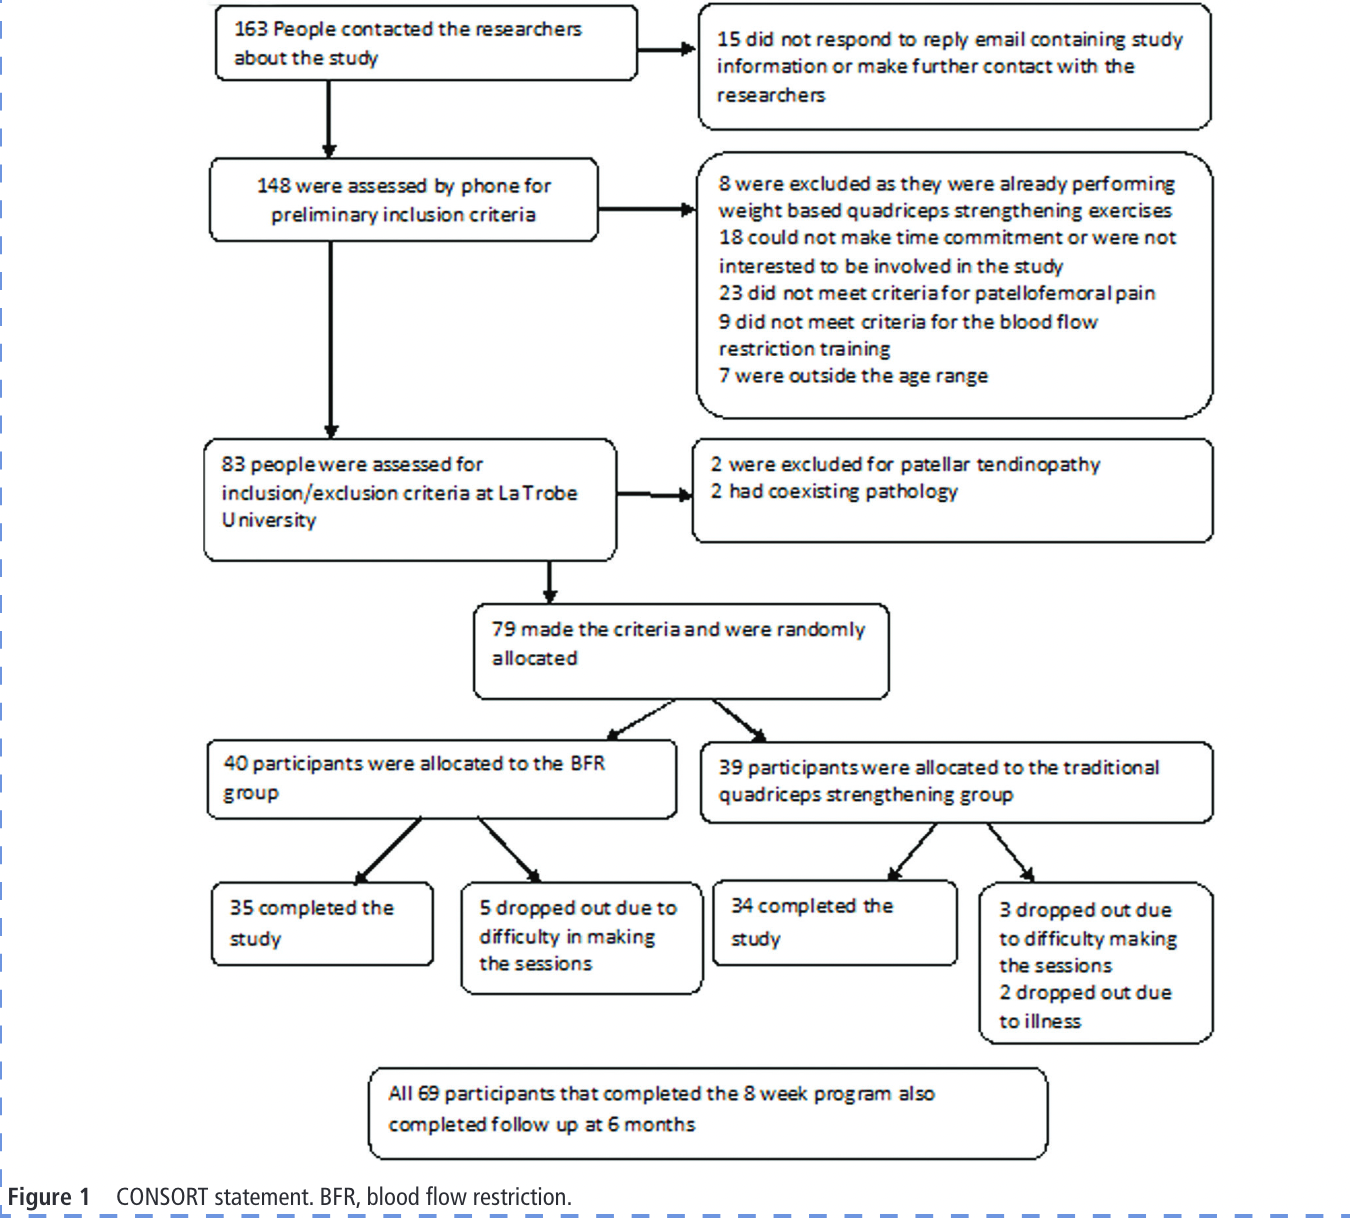 163 People contacted the researchers
about the study
15 did not respond to reply email containing study
information or make further contact with the
researchers
148 were assessed by phone for
preliminary inclusion criteria
8 were excluded as they were already performing
weight based quadriceps strengthening exercises
18 could not make time commitment or were not
interested to be involved in the study
23 did not meet criteria for patellofemoral pain
9 did not meet criteria for the blood flow
restriction training
7 were outside the age range
83 people were assessed for
inclusion/exclusion criteria at La Trobe
University
2 were excluded for patellar tendinopathy
2 had coexisting pathology
79 made the criteria and were randomly
allocated
40 participants were allocated to the BFR
group
39 participants were allocated to the traditional
quadriceps strengthening group
35 completed the
study
5 dropped out due to
difficulty in making
the sessions
34 completed the
study
3 dropped out due
to difficulty making
the sessions
2 dropped out due
to illness
All 69 participants that completed the 8 week program also
completed follow up at 6 months
Figure 1 CONSORT statement. BFR, blood flow restriction.